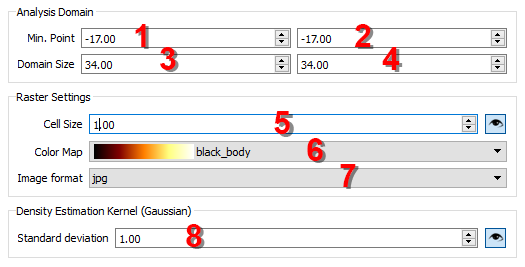 Analysis Domain
Min. Point -17.00 1 -17.00 2
Domain Size 34.00 3 34.00 4
Raster Settings
Cell Size 1.00 5
Color Map black_body 6
Image format jpg 7
Density Estimation Kernel (Gaussian)
Standard deviation 1.00 8